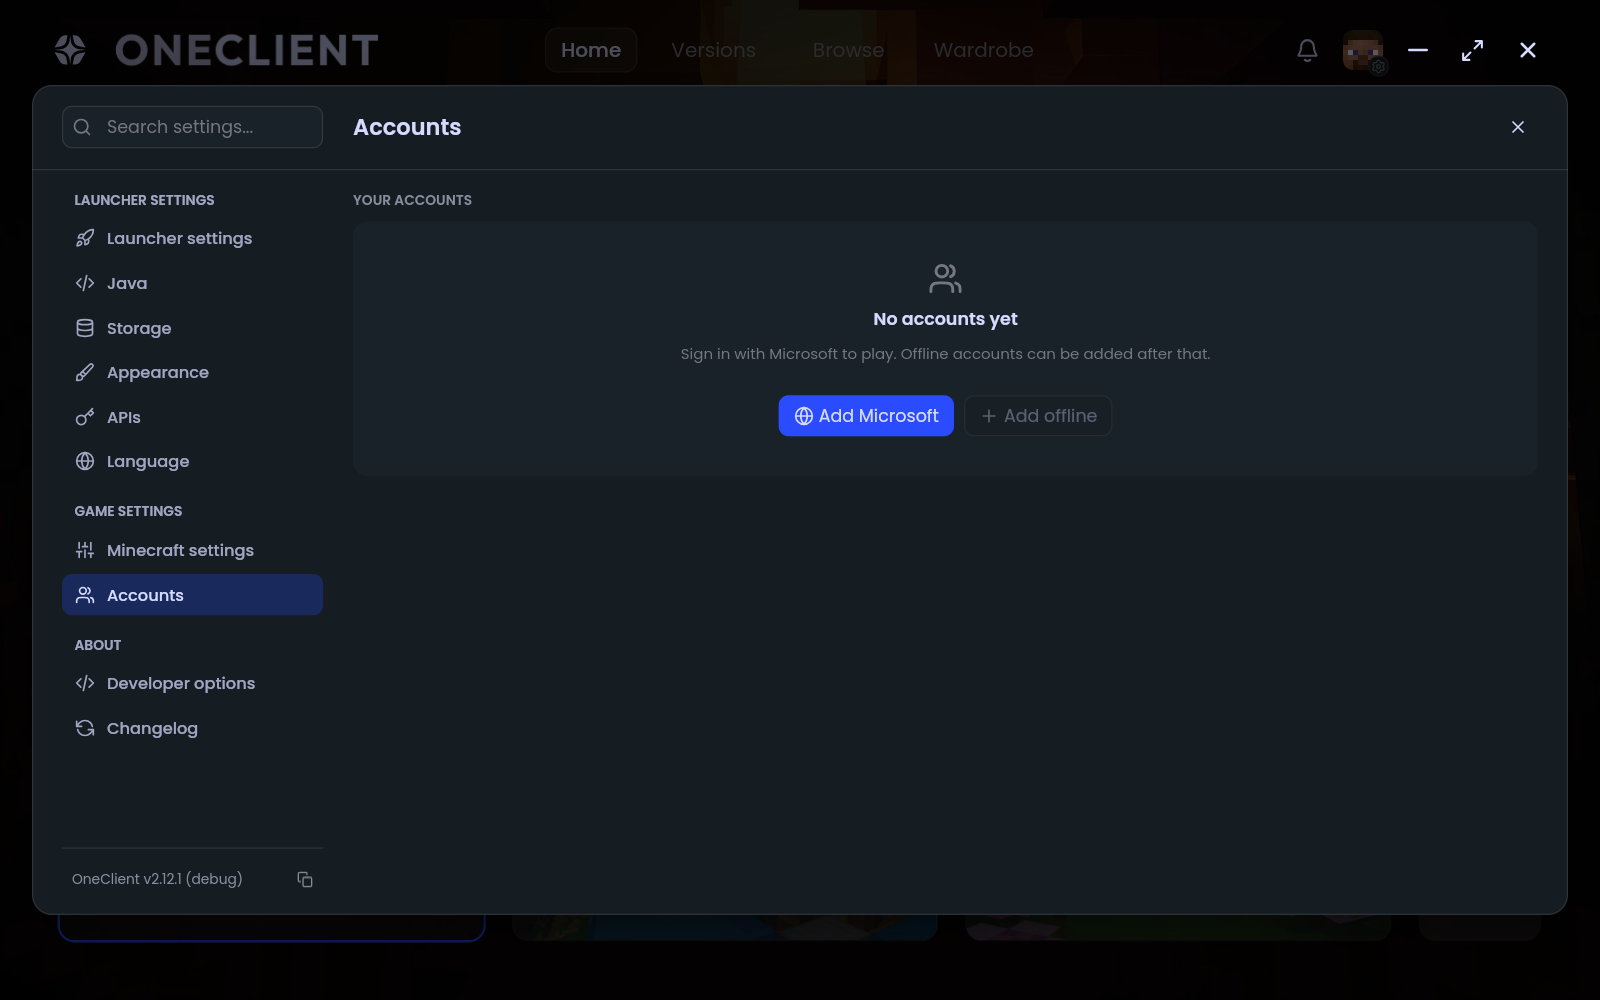 ONECLIENT
Home
Versions
Browse
Wardrobe
Search settings...
Accounts
LAUNCHER SETTINGS
Launcher settings
Java
Storage
Appearance
APIs
Language
GAME SETTINGS
Minecraft settings
Accounts
ABOUT
Developer options
Changelog
OneClient v2.12.1 (debug)
YOUR ACCOUNTS
No accounts yet
Sign in with Microsoft to play. Offline accounts can be added after that.
Add Microsoft
Add offline